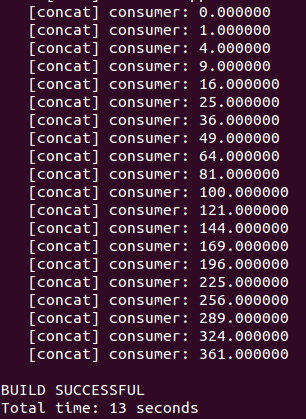 [concat] consumer: 0.000000
[concat] consumer: 1.000000
[concat] consumer: 4.000000
[concat] consumer: 9.000000
[concat] consumer: 16.000000
[concat] consumer: 25.000000
[concat] consumer: 36.000000
[concat] consumer: 49.000000
[concat] consumer: 64.000000
[concat] consumer: 81.000000
[concat] consumer: 100.000000
[concat] consumer: 121.000000
[concat] consumer: 144.000000
[concat] consumer: 169.000000
[concat] consumer: 196.000000
[concat] consumer: 225.000000
[concat] consumer: 256.000000
[concat] consumer: 289.000000
[concat] consumer: 324.000000
[concat] consumer: 361.000000
BUILD SUCCESSFUL
Total time: 13 seconds